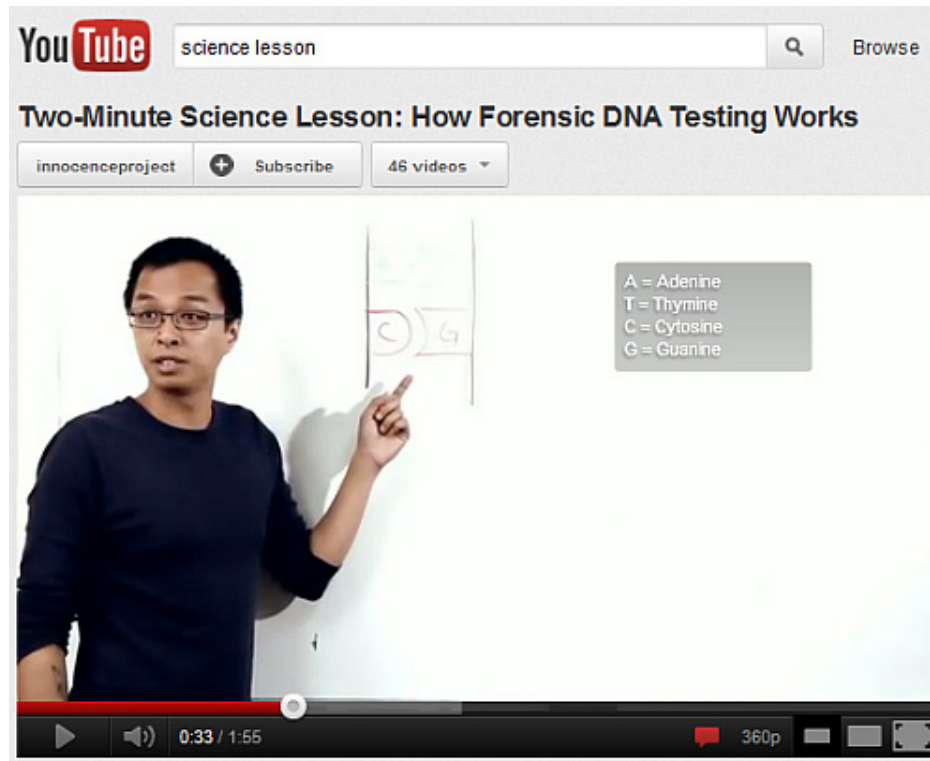 YouTube science lesson Browse
Two-Minute Science Lesson: How Forensic DNA Testing Works
innocenceproject Subscribe 46 videos
A = Adenine
T = Thymine
C = Cytosine
G = Guanine
C G
0:33 / 1:55 360p